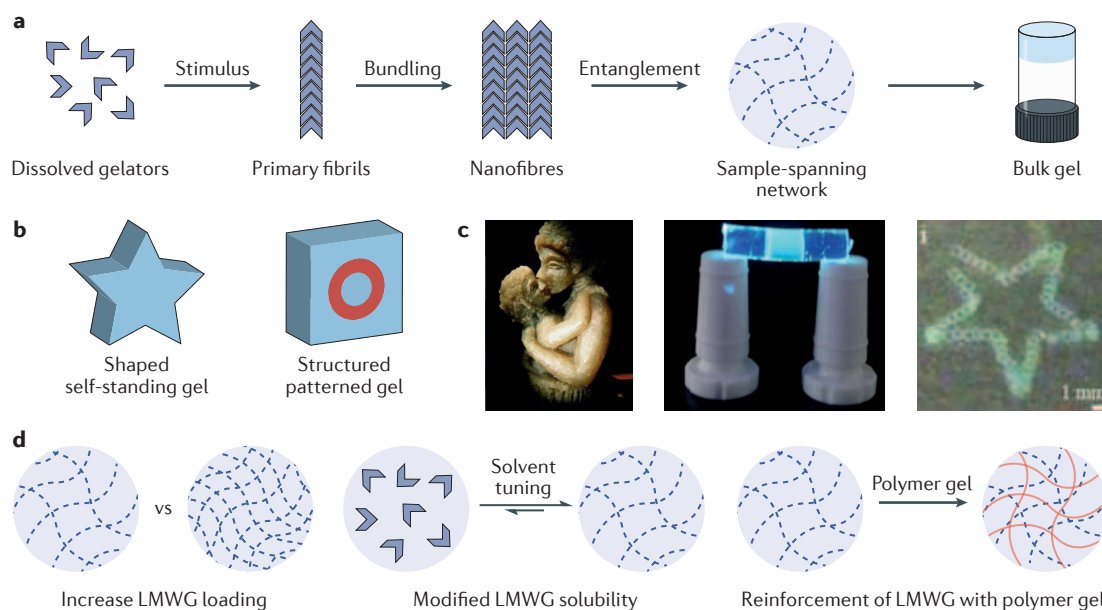 a
Stimulus
Bundling
Entanglement
Dissolved gelators
Primary fibrils
Nanofibres
Sample-spanning
network
Bulk gel
b
Shaped
self-standing gel
Structured
patterned gel
c
i
1 mm
d
vs
Solvent
tuning
Polymer gel
Increase LMWG loading
Modified LMWG solubility
Reinforcement of LMWG with polymer gel